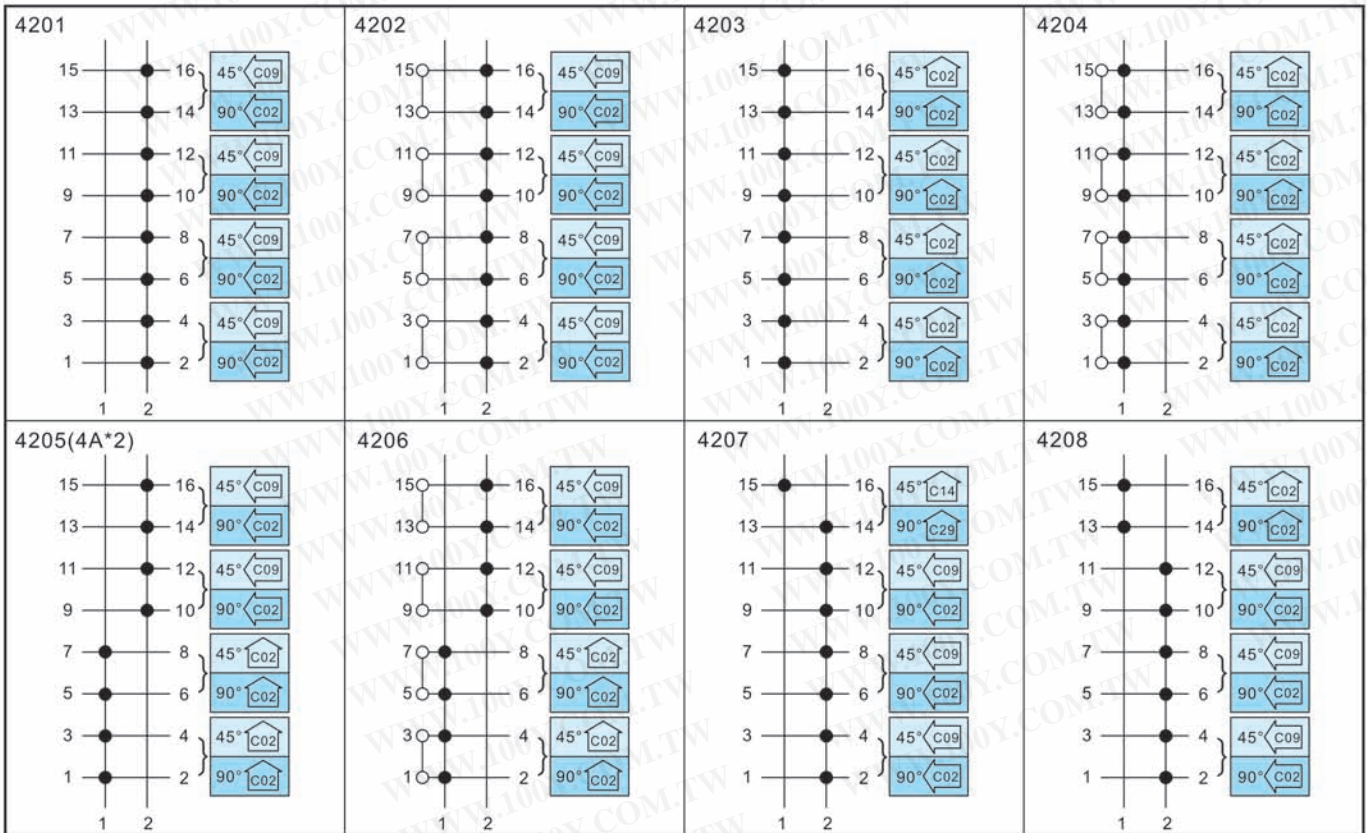 4201
15 16 45° C09
13 14 90° C02
11 12 45° C09
9 10 90° C02
7 8 45° C09
5 6 90° C02
3 4 45° C09
1 2 90° C02
1 2
4202
15 16 45° C09
13 14 90° C02
11 12 45° C09
9 10 90° C02
7 8 45° C09
5 6 90° C02
3 4 45° C09
1 2 90° C02
1 2
4203
15 16 45° C02
13 14 90° C02
11 12 45° C02
9 10 90° C02
7 8 45° C02
5 6 90° C02
3 4 45° C02
1 2 90° C02
1 2
4204
15 16 45° C02
13 14 90° C02
11 12 45° C02
9 10 90° C02
7 8 45° C02
5 6 90° C02
3 4 45° C02
1 2 90° C02
1 2
4205(4A*2)
15 16 45° C09
13 14 90° C02
11 12 45° C09
9 10 90° C02
7 8 45° C02
5 6 90° C02
3 4 45° C02
1 2 90° C02
1 2
4206
15 16 45° C09
13 14 90° C02
11 12 45° C09
9 10 90° C02
7 8 45° C02
5 6 90° C02
3 4 45° C02
1 2 90° C02
1 2
4207
15 16 45° C14
13 14 90° C29
11 12 45° C09
9 10 90° C02
7 8 45° C09
5 6 90° C02
3 4 45° C09
1 2 90° C02
1 2
4208
15 16 45° C02
13 14 90° C02
11 12 45° C09
9 10 90° C02
7 8 45° C09
5 6 90° C02
3 4 45° C09
1 2 90° C02
1 2
WWW.100Y.COM.TW